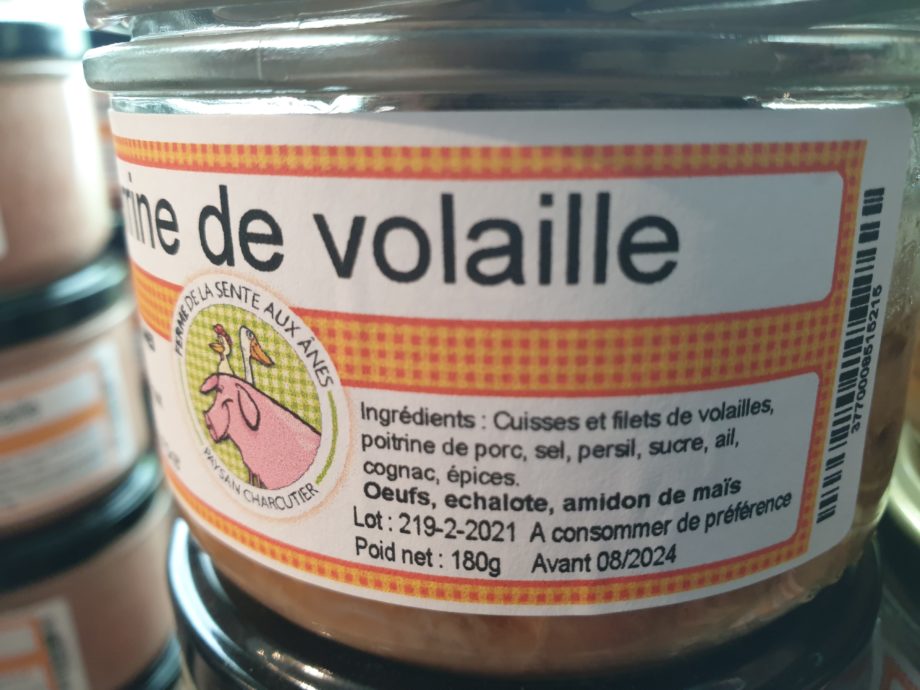 rine de volaille
FERME DE LA SENTE AUX ÂNES
PAYSAN CHARCUTIER
Ingrédients : Cuisses et filets de volailles,
poitrine de porc, sel, persil, sucre, ail,
cognac, épices.
Oeufs, echalote, amidon de maïs
Lot : 219-2-2021 A consommer de préférence
Poid net : 180g Avant 08/2024
3770009515215